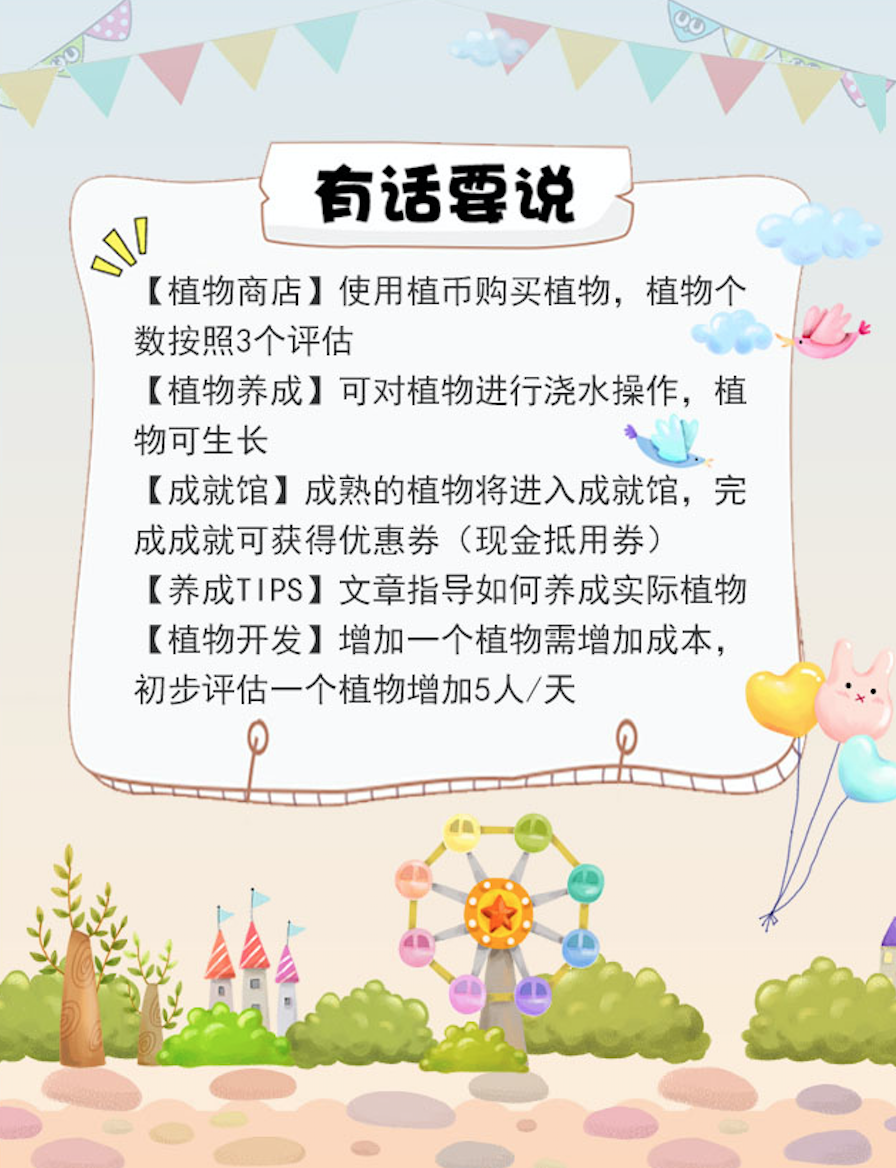 有话要说
【植物商店】使用植币购买植物，植物个
数按照3个评估
【植物养成】可对植物进行浇水操作，植
物可生长
【成就馆】成熟的植物将进入成就馆，完
成成就可获得优惠券（现金抵用券）
【养成TIPS】文章指导如何养成实际植物
【植物开发】增加一个植物需增加成本，
初步评估一个植物增加5人/天